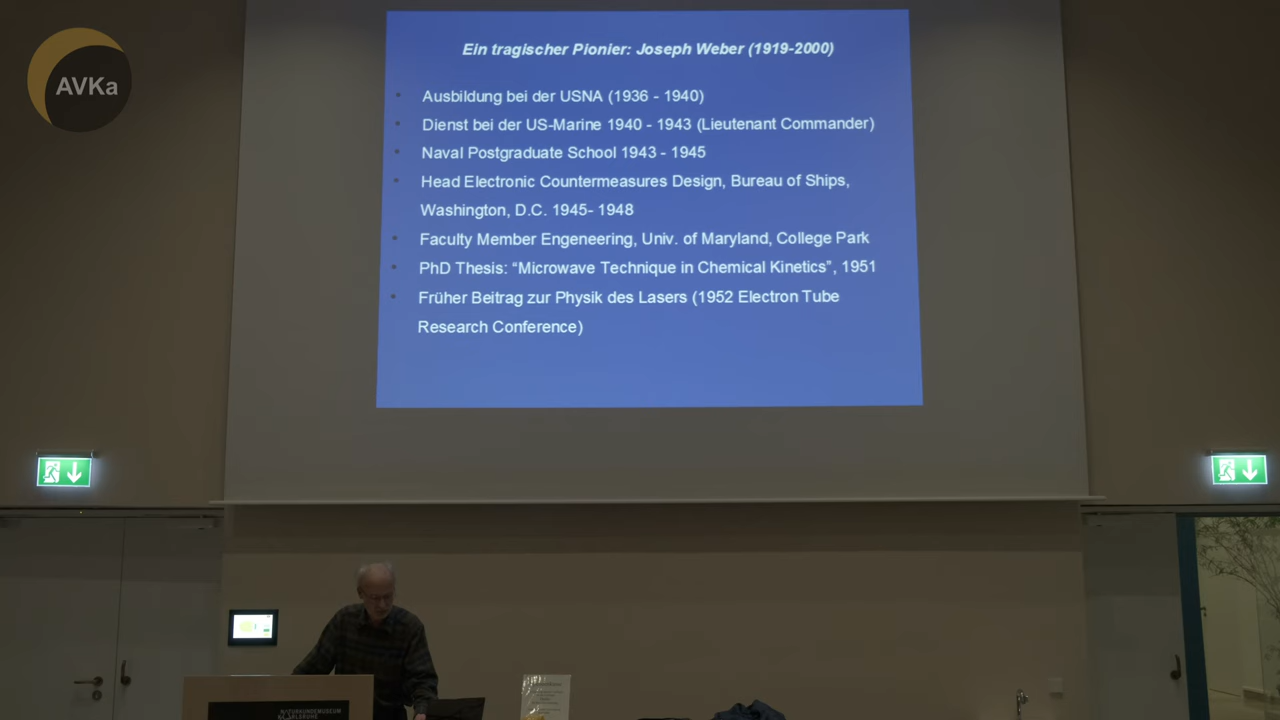 AVKa
Ein tragischer Pionier: Joseph Weber (1919-2000)
Ausbildung bei der USNA (1936 - 1940)
Dienst bei der US-Marine 1940 - 1943 (Lieutenant Commander)
Naval Postgraduate School 1943 - 1945
Head Electronic Countermeasures Design, Bureau of Ships,
Washington, D.C. 1945- 1948
Faculty Member Engeneering, Univ. of Maryland, College Park
PhD Thesis: “Microwave Technique in Chemical Kinetics”, 1951
Früher Beitrag zur Physik des Lasers (1952 Electron Tube
Research Conference)
NATURKUNDEMUSEUM
KARLSRUHE